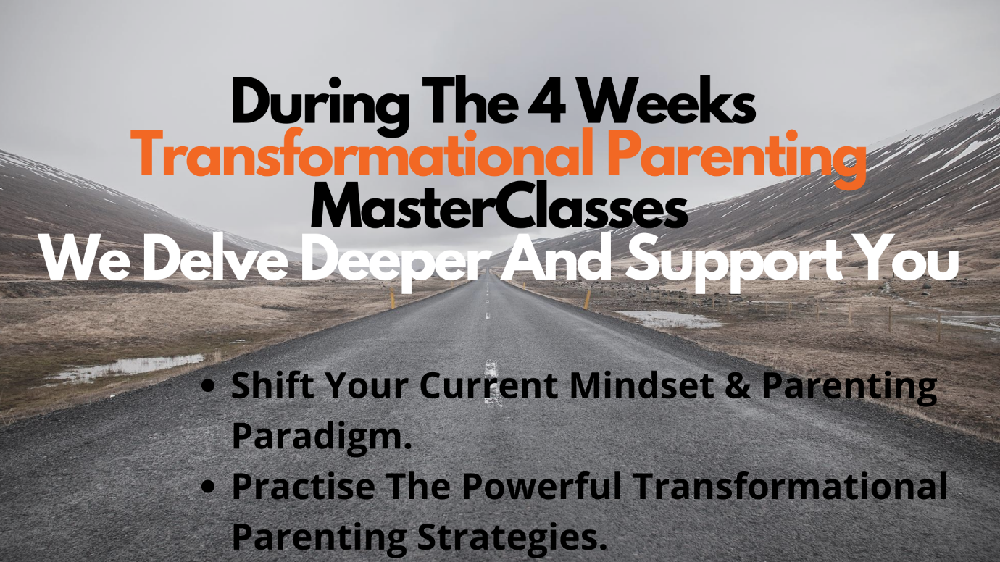 During The 4 Weeks
Transformational Parenting
MasterClasses
We Delve Deeper And Support You
• Shift Your Current Mindset & Parenting
Paradigm.
• Practise The Powerful Transformational
Parenting Strategies.